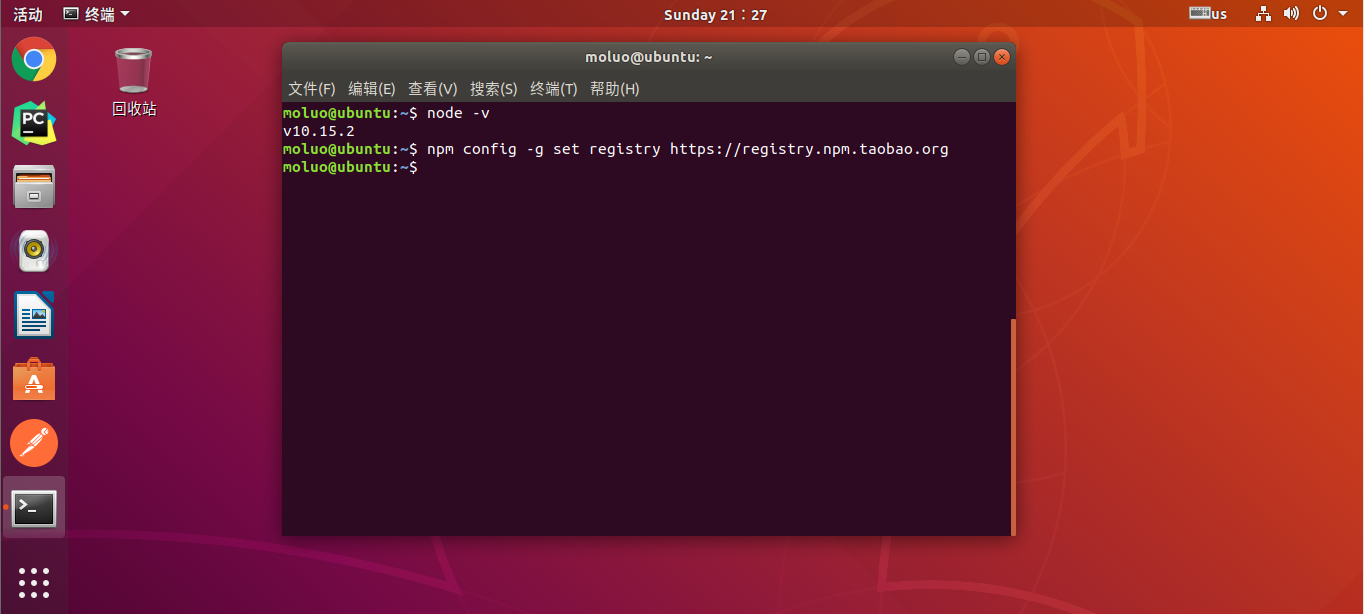 活动 终端 Sunday 21：27 us
回收站
moluo@ubuntu: ~
文件(F) 编辑(E) 查看(V) 搜索(S) 终端(T) 帮助(H)
moluo@ubuntu:~$ node -v
v10.15.2
moluo@ubuntu:~$ npm config -g set registry https://registry.npm.taobao.org
moluo@ubuntu:~$
PC